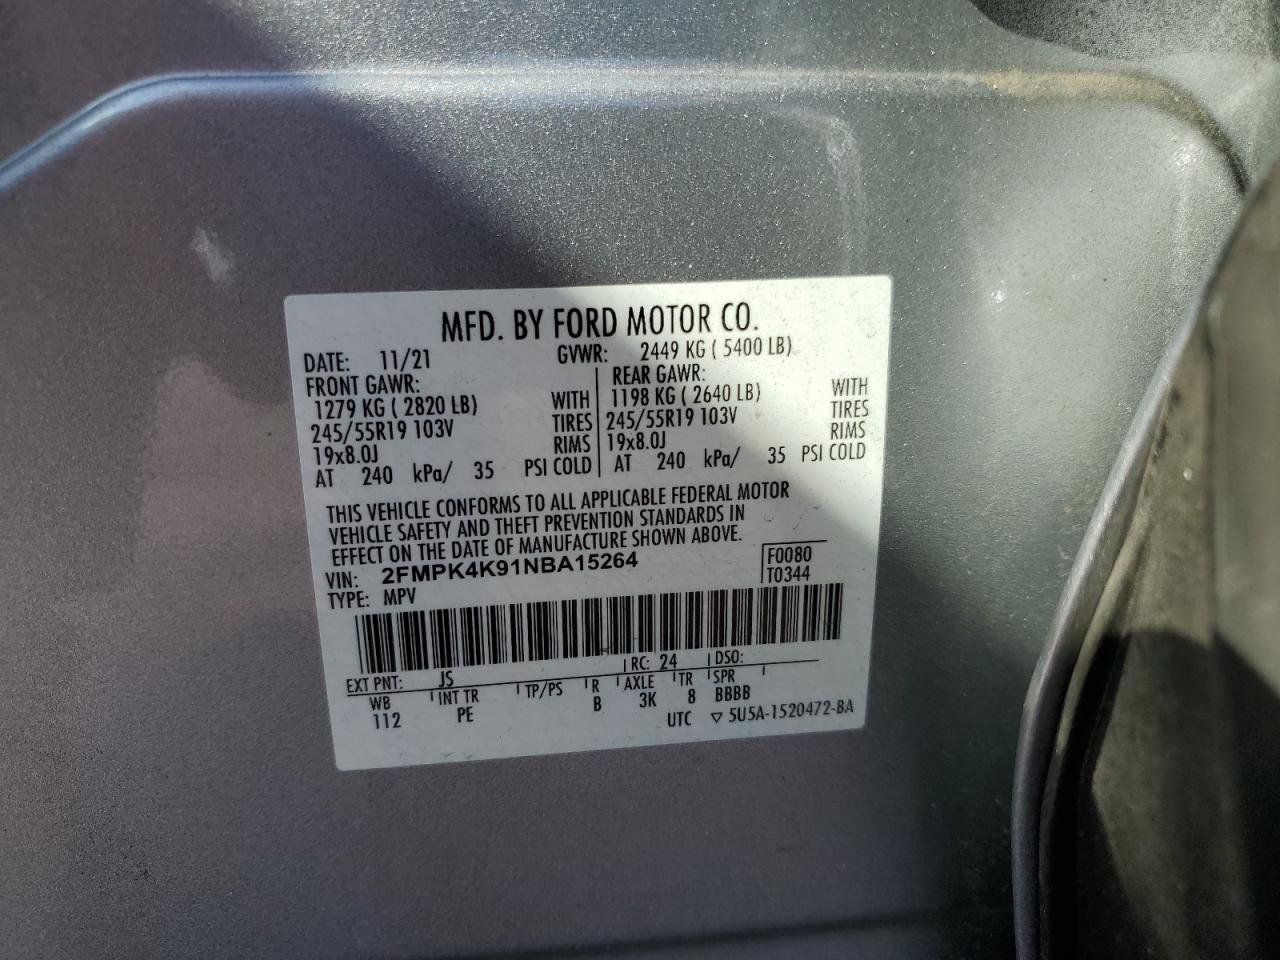 MFD. BY FORD MOTOR CO.
DATE: 11/21 GVWR: 2449 KG ( 5400 LB)
FRONT GAWR: REAR GAWR:
1279 KG ( 2820 LB) WITH 1198 KG ( 2640 LB) WITH
245/55R19 103V TIRES 245/55R19 103V TIRES
19x8.0J RIMS 19x8.0J RIMS
AT 240 kPa/ 35 PSI COLD AT 240 kPa/ 35 PSI COLD
THIS VEHICLE CONFORMS TO ALL APPLICABLE FEDERAL MOTOR
VEHICLE SAFETY AND THEFT PREVENTION STANDARDS IN
EFFECT ON THE DATE OF MANUFACTURE SHOWN ABOVE.
VIN: 2FMPK4K91NBA15264 F0080
TYPE: MPV T0344
EXT PNT: JS RC: 24 DSO:
WB INT TR TP/PS R AXLE TR SPR
112 PE B 3K 8 BBBB
UTC ▽ 5U5A-1520472-BA